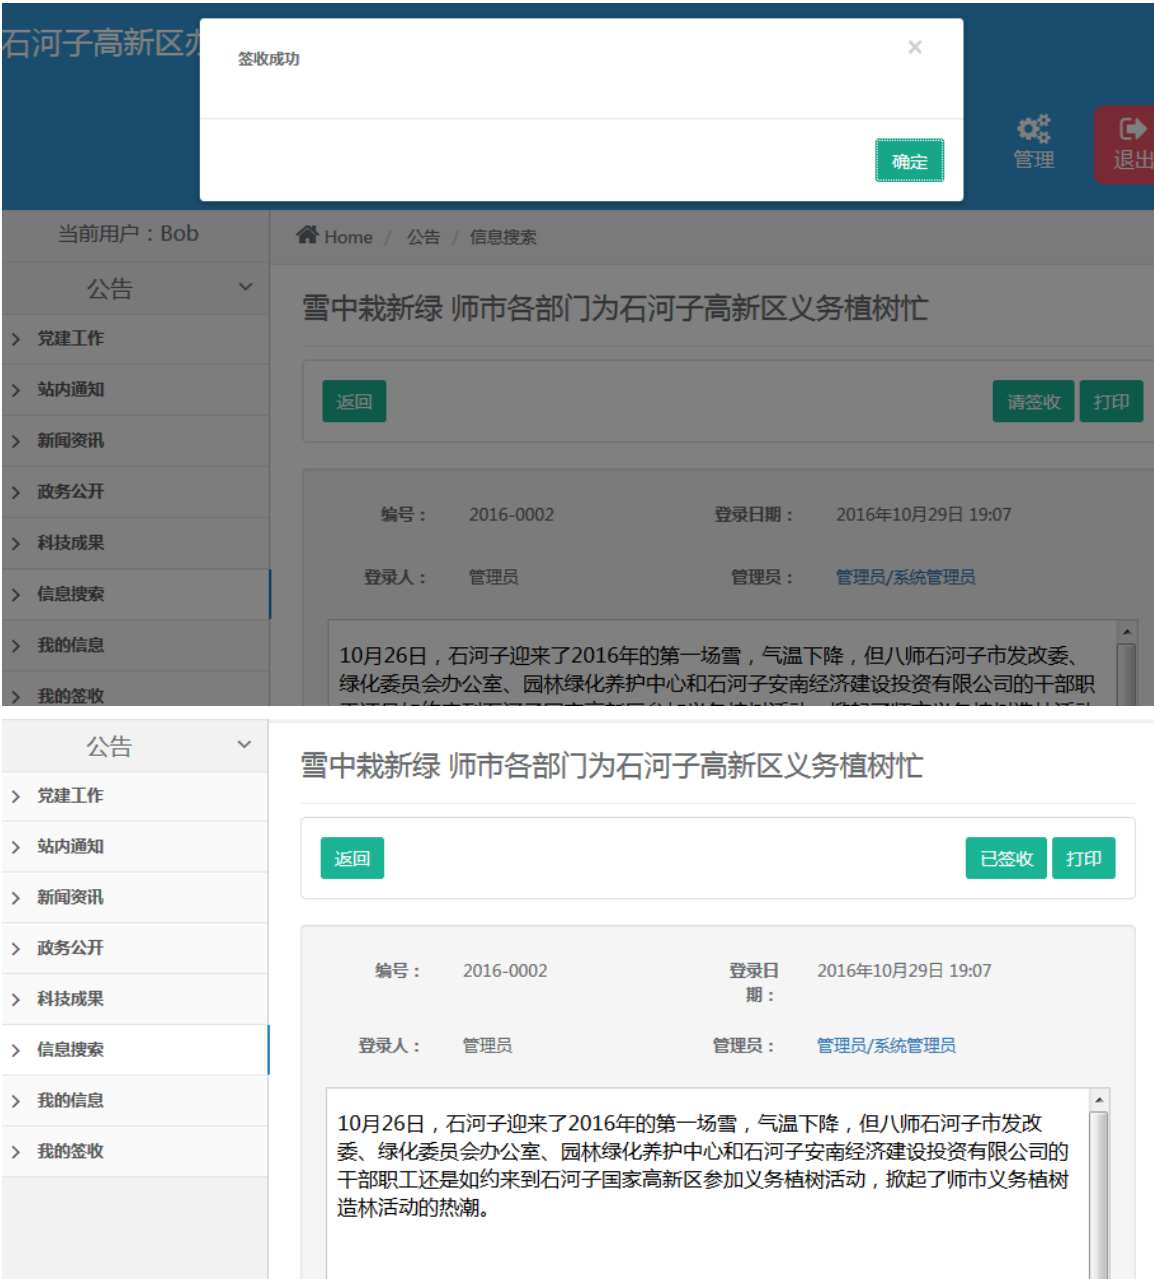 石河子高新区办
签收成功
×
确定
管理
退出
当前用户：Bob
Home / 公告 / 信息搜索
公告
雪中栽新绿 师市各部门为石河子高新区义务植树忙
党建工作
站内通知
返回
请签收
打印
新闻资讯
政务公开
编号：
2016-0002
登录日期：
2016年10月29日 19:07
科技成果
登录人：
管理员
管理员：
管理员/系统管理员
信息搜索
我的信息
我的签收
10月26日，石河子迎来了2016年的第一场雪，气温下降，但八师石河子市发改委、
绿化委员会办公室、园林绿化养护中心和石河子安南经济建设投资有限公司的干部职
公告
雪中栽新绿 师市各部门为石河子高新区义务植树忙
党建工作
站内通知
返回
已签收
打印
新闻资讯
政务公开
编号：
2016-0002
登录日
期：
2016年10月29日 19:07
科技成果
登录人：
管理员
管理员：
管理员/系统管理员
信息搜索
我的信息
我的签收
10月26日，石河子迎来了2016年的第一场雪，气温下降，但八师石河子市发改
委、绿化委员会办公室、园林绿化养护中心和石河子安南经济建设投资有限公司的
干部职工还是如约来到石河子国家高新区参加义务植树活动，掀起了师市义务植树
造林活动的热潮。